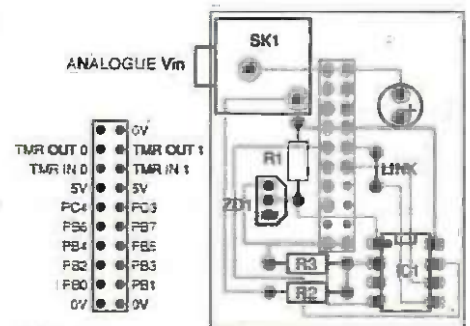 SK1
ANALOGUE Vin
0V
TMR OUT 0 TMR OUT 1
TMR IN 0 TMR IN 1
5V 5V
PC4 PC3
PB6 PB7
PB4 PB5
PB2 PB3
PB0 PB1
0V 0V
R1
LINK
ZD1
R3
IC1
R2
+